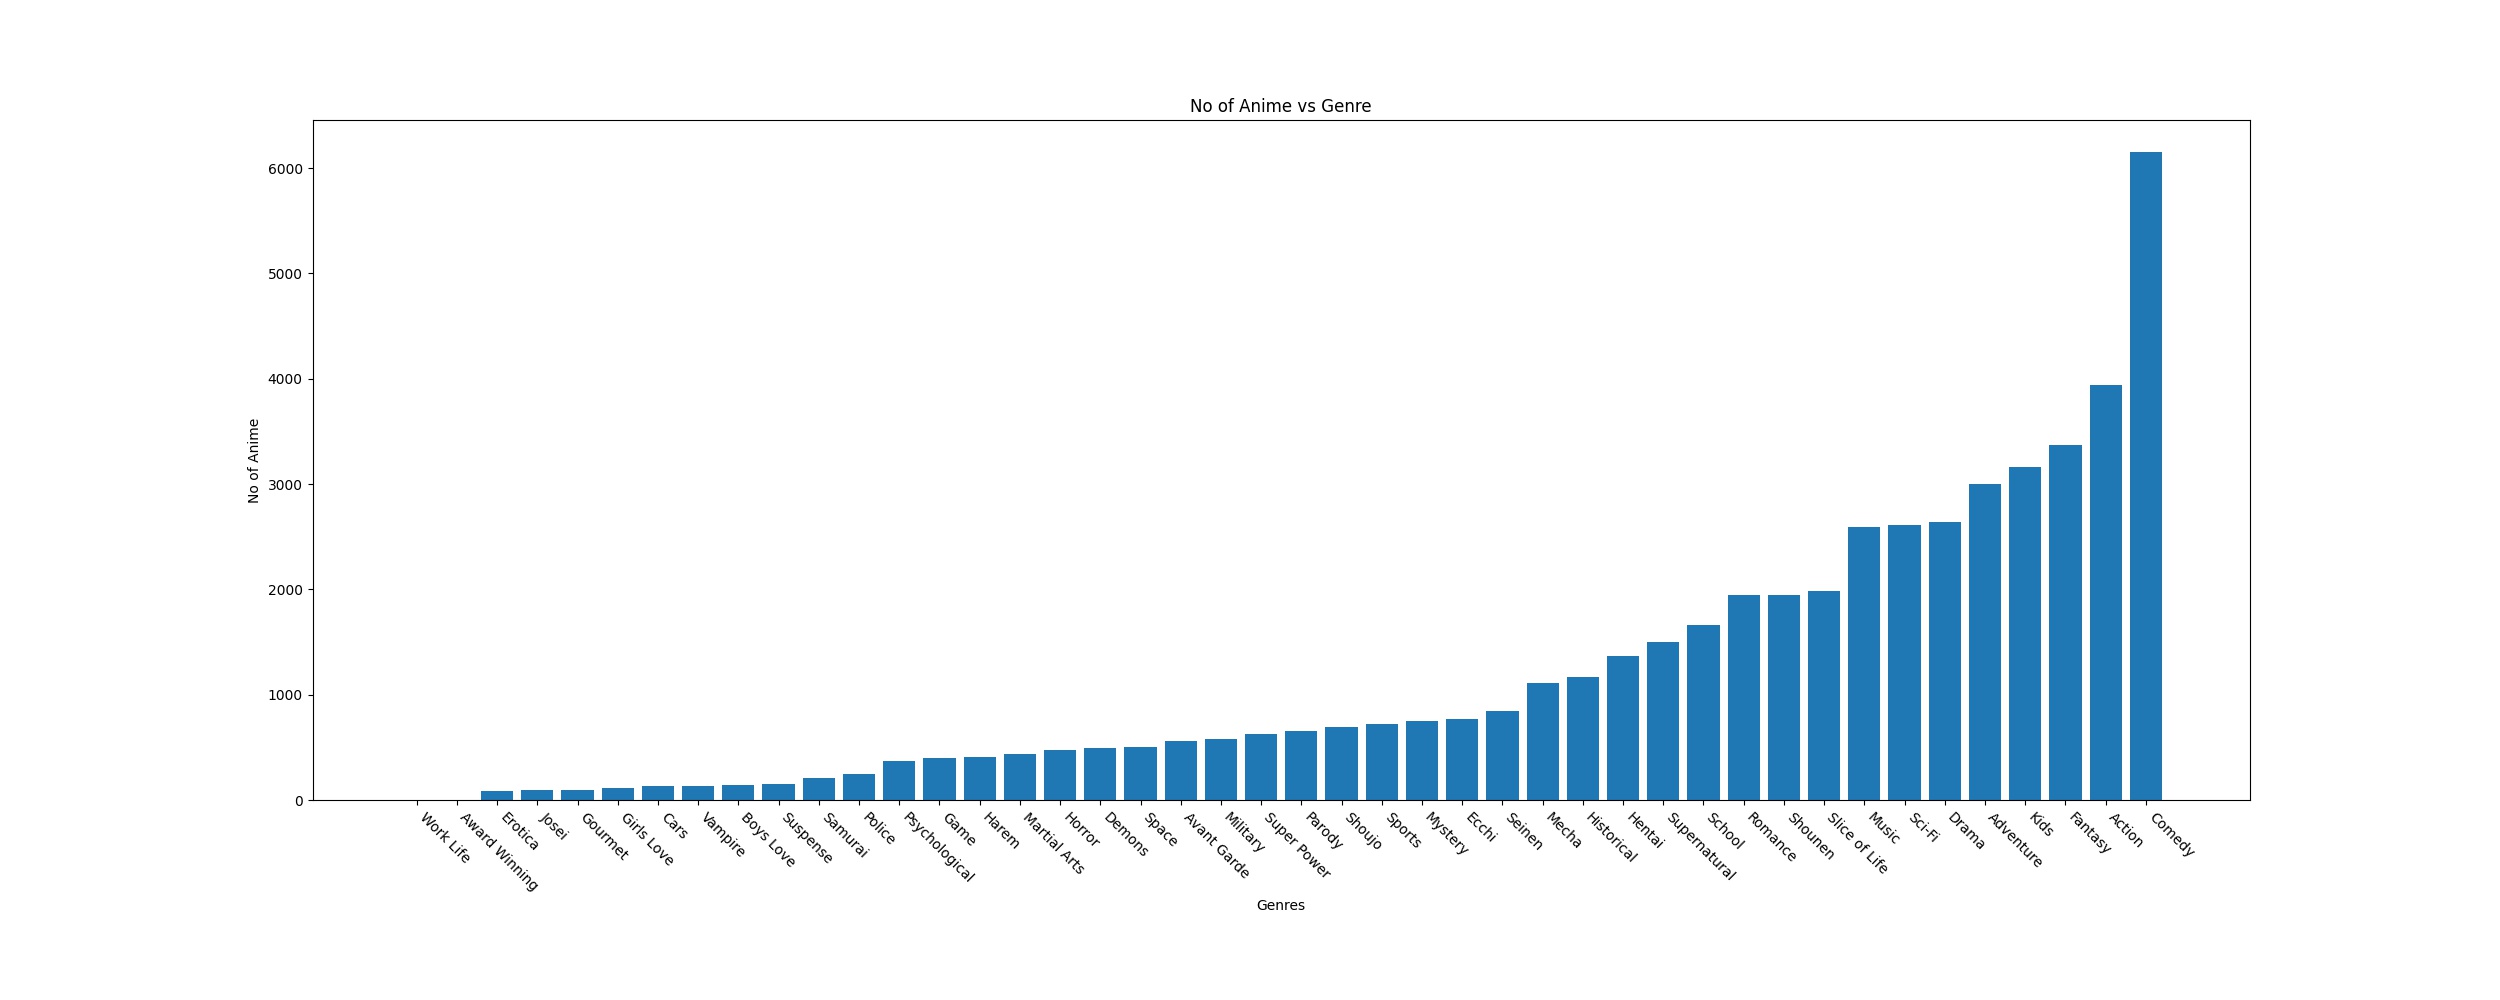 No of Anime vs Genre
6000
5000
4000
3000
2000
1000
0
No of Anime
Work Life
Award Winning
Erotica
Josei
Gourmet
Girls Love
Cars
Vampire
Boys Love
Suspense
Samurai
Police
Psychological
Game
Harem
Martial Arts
Horror
Demons
Space
Avant Garde
Military
Super Power
Parody
Shoujo
Sports
Mystery
Ecchi
Seinen
Mecha
Historical
Hentai
Supernatural
School
Romance
Shounen
Slice of Life
Music
Sci-Fi
Drama
Adventure
Kids
Fantasy
Action
Comedy
Genres